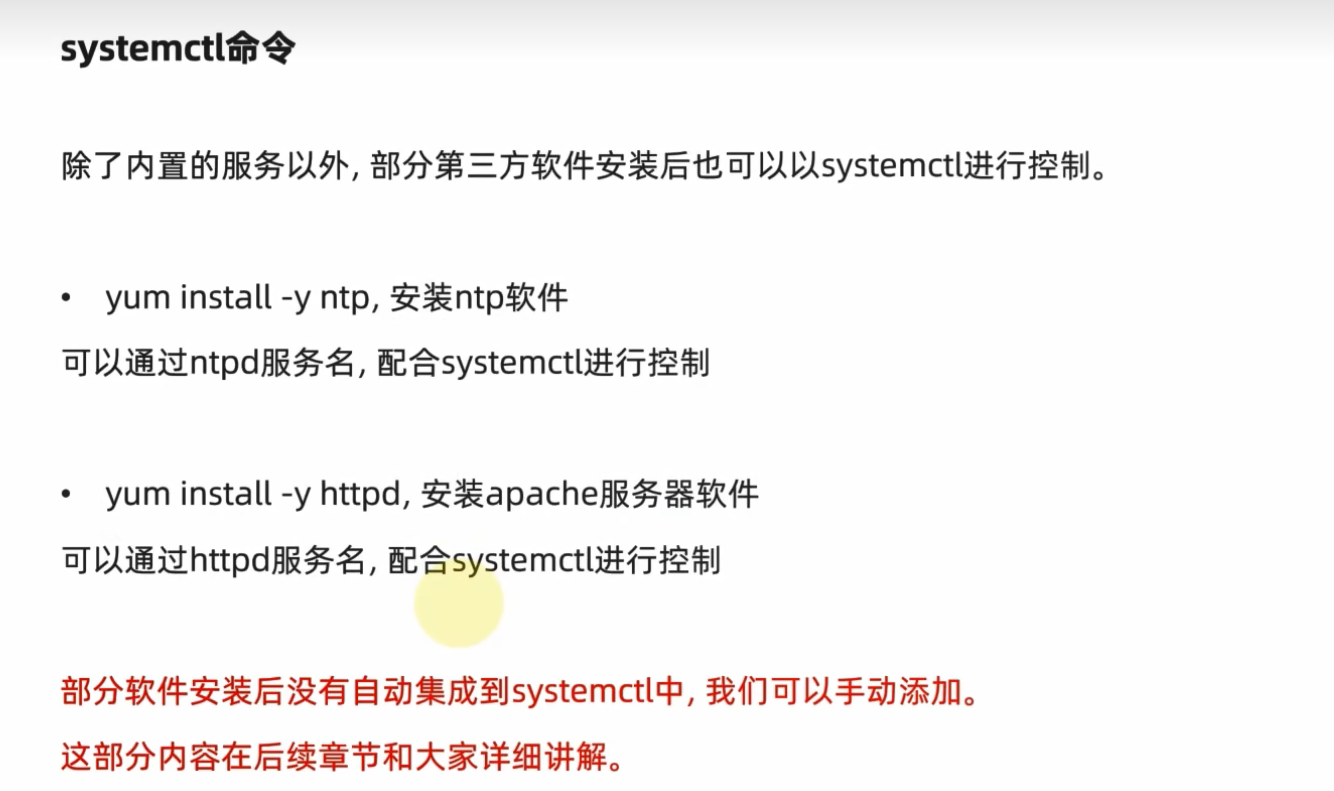 systemctl命令
除了内置的服务以外, 部分第三方软件安装后也可以以systemctl进行控制。
• yum install -y ntp, 安装ntp软件
可以通过ntpd服务名, 配合systemctl进行控制
• yum install -y httpd, 安装apache服务器软件
可以通过httpd服务名, 配合systemctl进行控制
部分软件安装后没有自动集成到systemctl中, 我们可以手动添加。
这部分内容在后续章节和大家详细讲解。